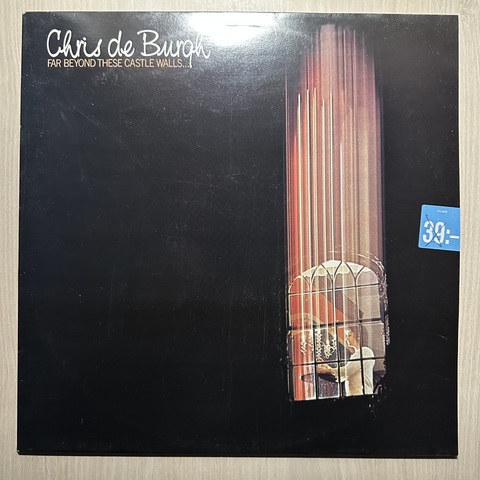 Chris de Burgh
FAR BEYOND THESE CASTLE WALLS...
39:-